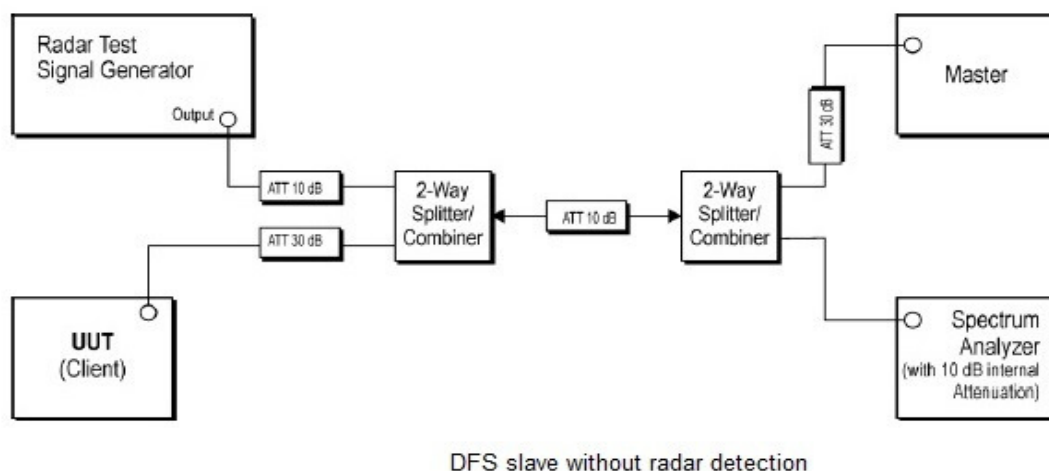 Radar Test
Signal Generator
Output
ATT 10 dB
ATT 30 dB
UUT
(Client)
2-Way
Splitter/
Combiner
ATT 10 dB
2-Way
Splitter/
Combiner
ATT 30 dB
Master
Spectrum
Analyzer
(with 10 dB internal
Attenuation)
DFS slave without radar detection